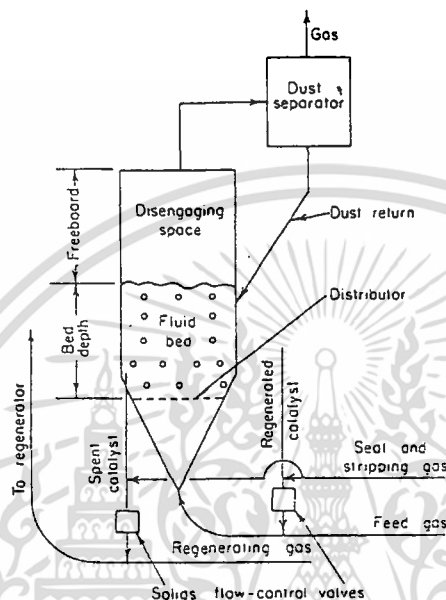 Gas
Dust
separator
Freeboard
Disengaging
space
Dust return
Distributor
Bed
depth
Fluid
bed
To regenerator
Spent
catalyst
Regenerated
catalyst
Seal and
stripping gas
Feed gas
Regenerating gas
Solids flow-control valves